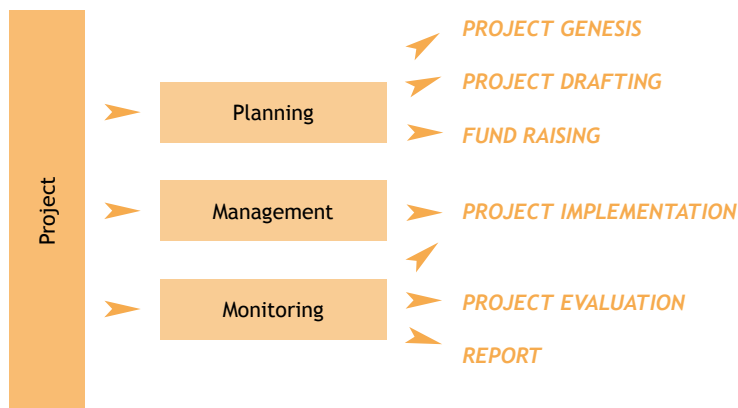 Project
Planning
PROJECT GENESIS
PROJECT DRAFTING
FUND RAISING
Management
PROJECT IMPLEMENTATION
Monitoring
PROJECT EVALUATION
REPORT